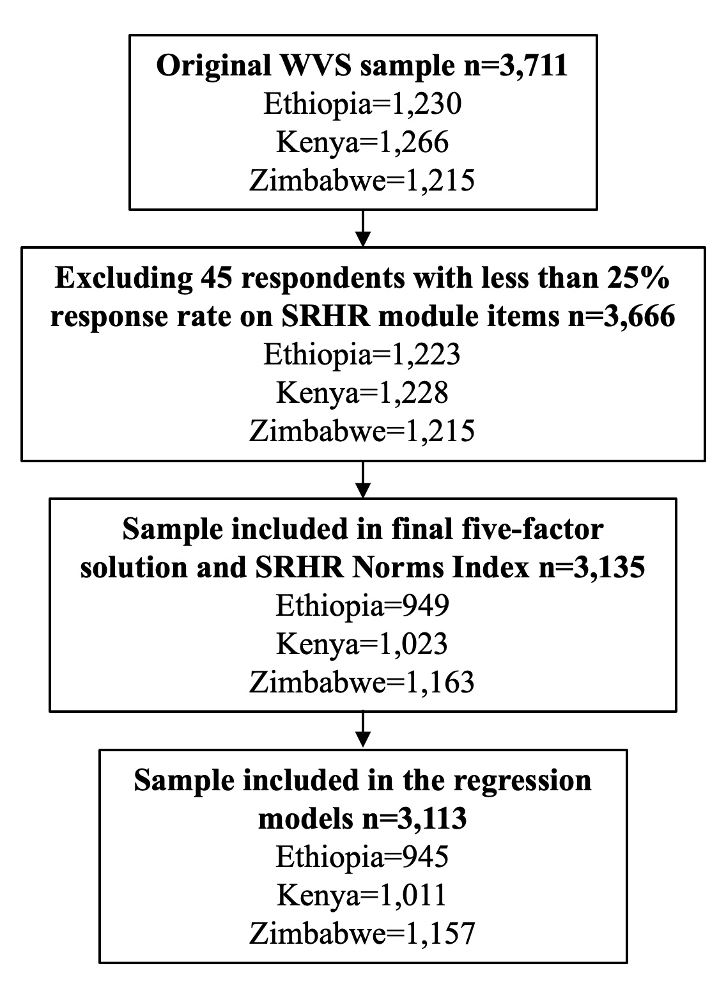 Original WVS sample n=3,711
Ethiopia=1,230
Kenya=1,266
Zimbabwe=1,215
Excluding 45 respondents with less than 25%
response rate on SRHR module items n=3,666
Ethiopia=1,223
Kenya=1,228
Zimbabwe=1,215
Sample included in final five-factor
solution and SRHR Norms Index n=3,135
Ethiopia=949
Kenya=1,023
Zimbabwe=1,163
Sample included in the regression
models n=3,113
Ethiopia=945
Kenya=1,011
Zimbabwe=1,157